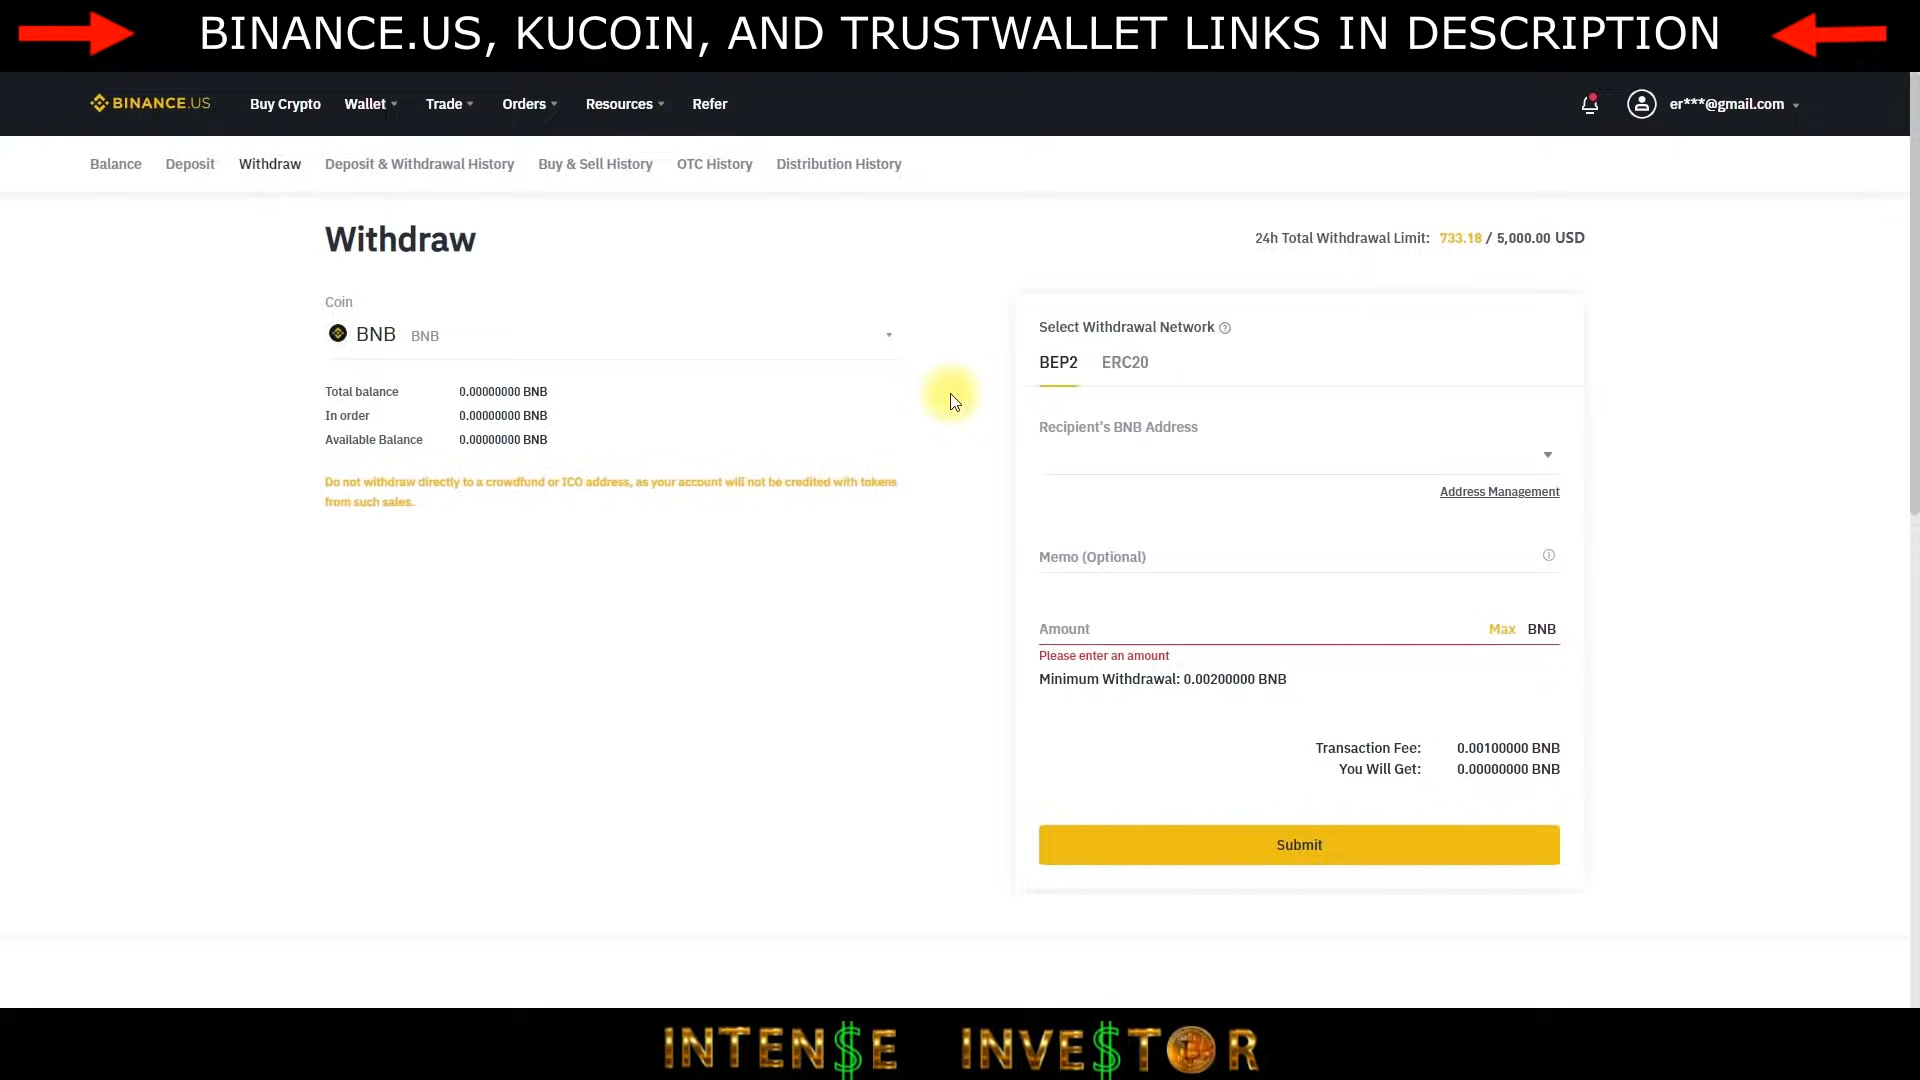 BINANCE.US, KUCOIN, AND TRUSTWALLET LINKS IN DESCRIPTION
BINANCE.US Buy Crypto Wallet Trade Orders Resources Refer er***@gmail.com
Balance Deposit Withdraw Deposit & Withdrawal History Buy & Sell History OTC History Distribution History
Withdraw
24h Total Withdrawal Limit: 733.18 / 5,000.00 USD
Coin
BNB BNB
Total balance 0.00000000 BNB
In order 0.00000000 BNB
Available Balance 0.00000000 BNB
Do not withdraw directly to a crowdfund or ICO address, as your account will not be credited with tokens
from such sales.
Select Withdrawal Network
BEP2 ERC20
Recipient's BNB Address
Address Management
Memo (Optional)
Amount Max BNB
Please enter an amount
Minimum Withdrawal: 0.00200000 BNB
Transaction Fee: 0.00100000 BNB
You Will Get: 0.00000000 BNB
Submit
INTEN$E INVE$TOR